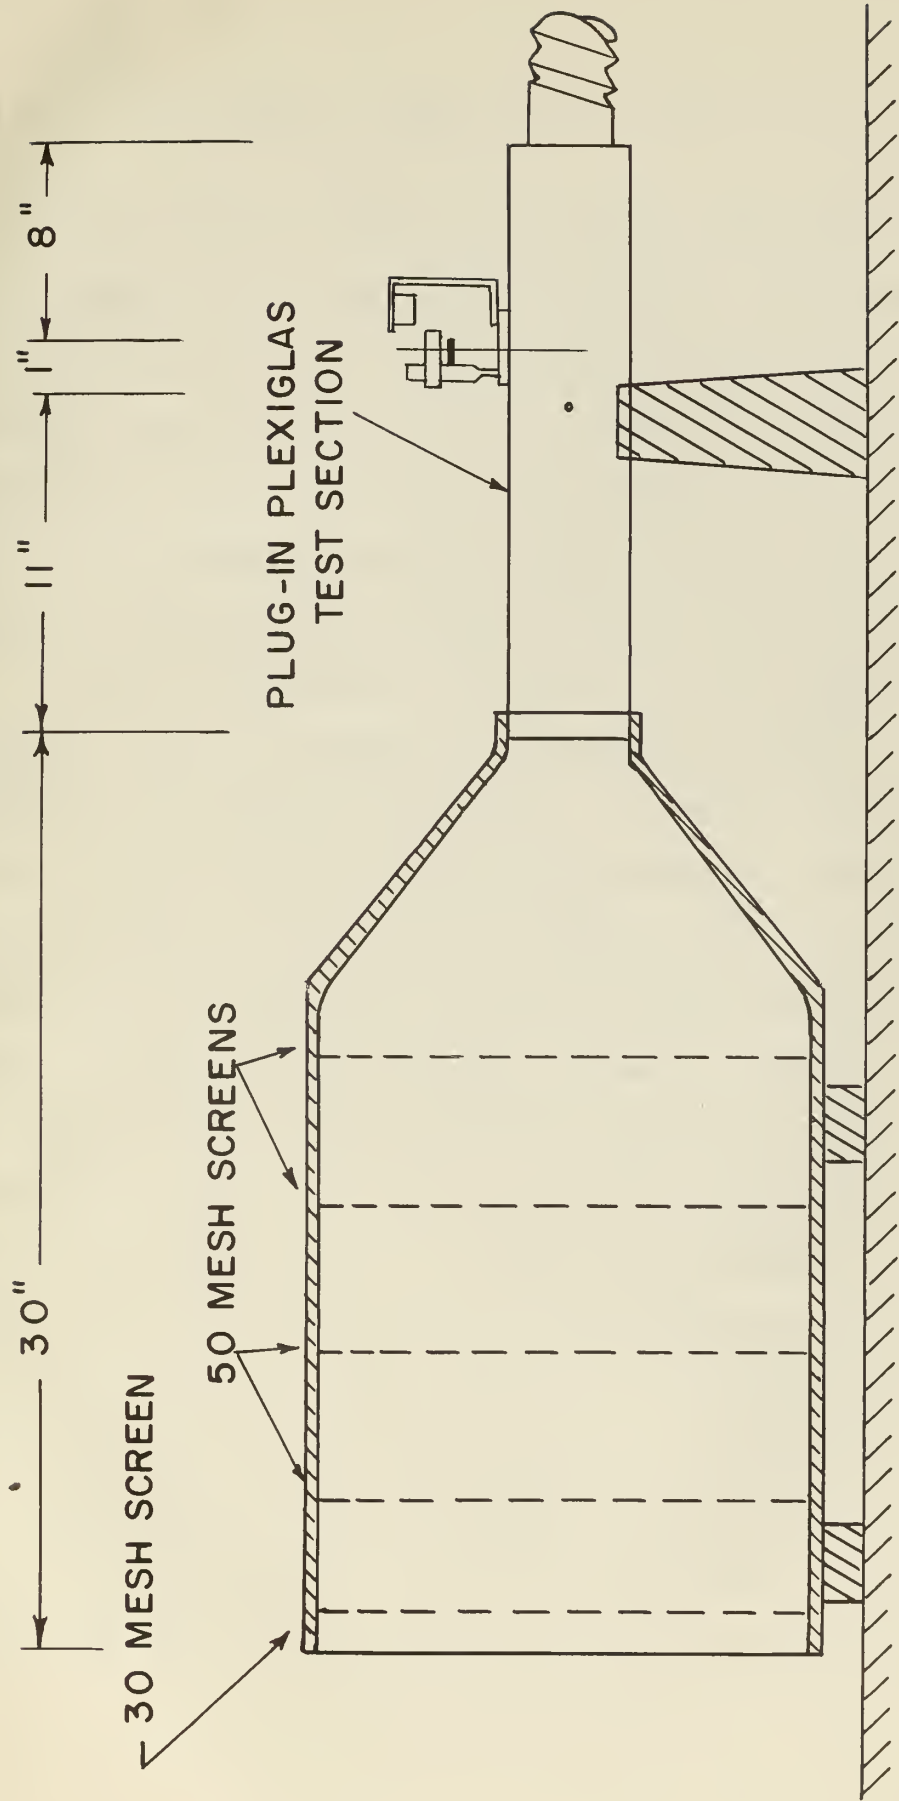 30"
11"
1"
8"
30 MESH SCREEN
50 MESH SCREENS
PLUG-IN PLEXIGLAS
TEST SECTION